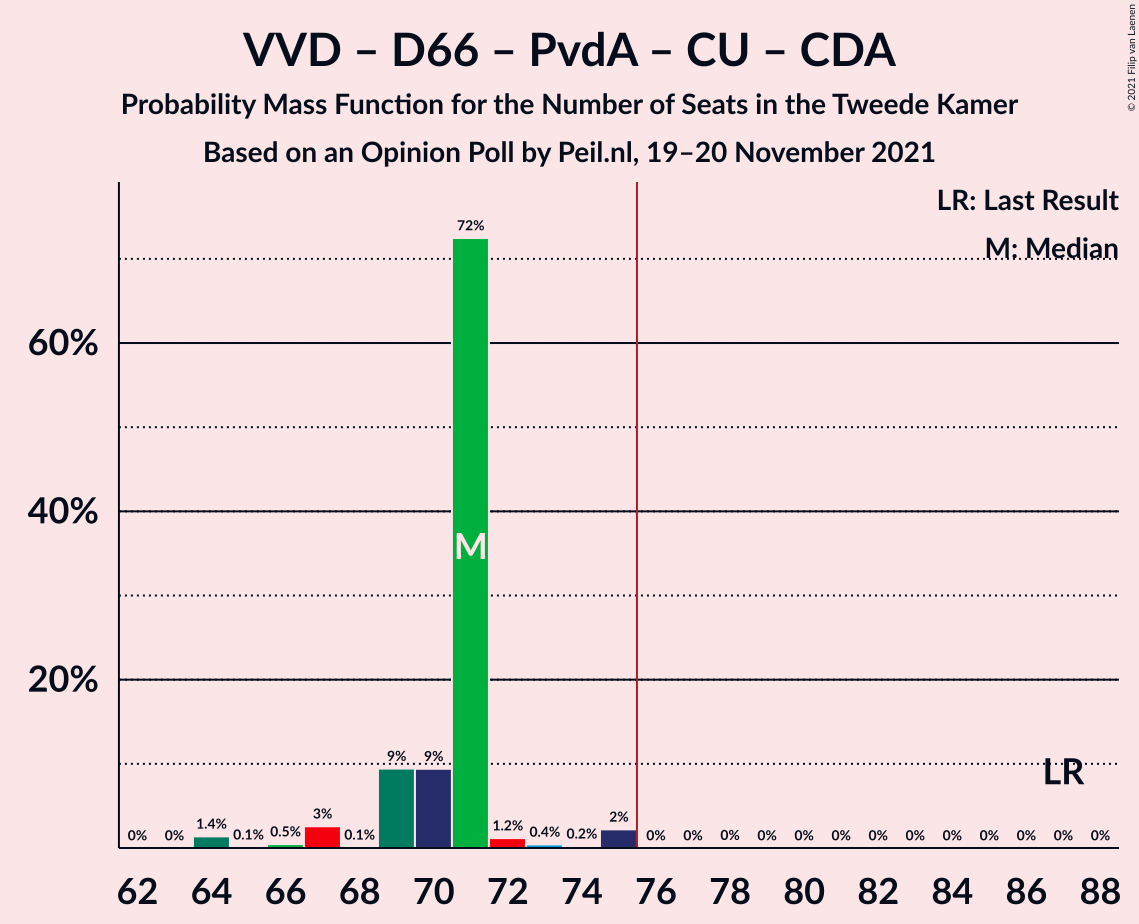 VVD – D66 – PvdA – CU – CDA
Probability Mass Function for the Number of Seats in the Tweede Kamer
Based on an Opinion Poll by Peil.nl, 19–20 November 2021
© 2021 Filip van Laenen
LR: Last Result
M: Median
60%
40%
20%
0% 0% 1.4% 0.1% 0.5% 3% 0.1% 9% 9% 72% 1.2% 0.4% 0.2% 2% 0% 0% 0% 0% 0% 0% 0% 0% 0% 0% 0% 0% 0%
M
LR
62 64 66 68 70 72 74 76 78 80 82 84 86 88